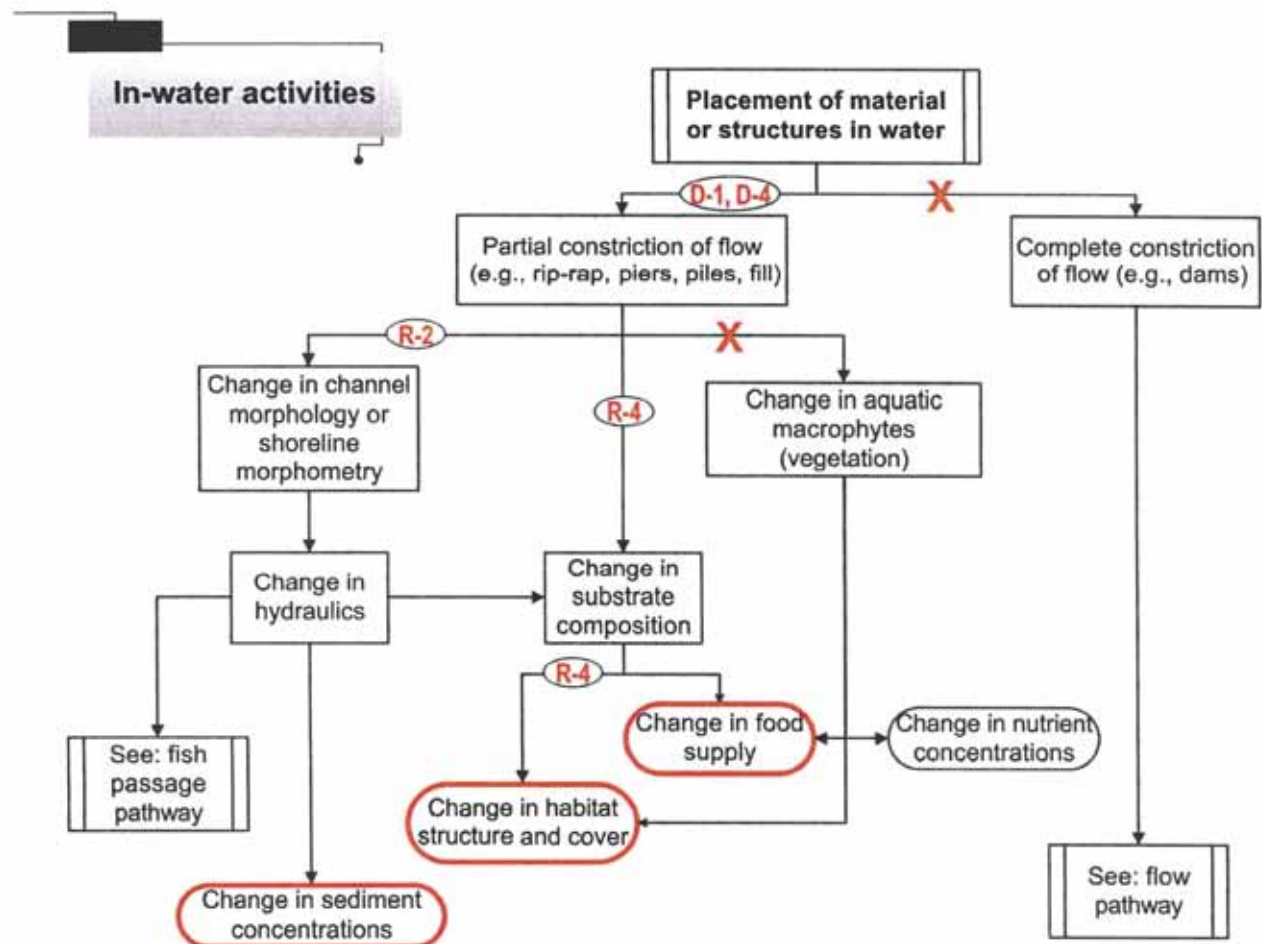 In-water activities
Placement of material
or structures in water
D-1, D-4
X
Partial constriction of flow
(e.g., rip-rap, piers, piles, fill)
Complete constriction
of flow (e.g., dams)
R-2
X
Change in channel
morphology or
shoreline
morphometry
R-4
Change in aquatic
macrophytes
(vegetation)
Change in
hydraulics
Change in
substrate
composition
R-4
Change in food
supply
Change in nutrient
concentrations
See: fish
passage
pathway
Change in habitat
structure and cover
See: flow
pathway
Change in sediment
concentrations